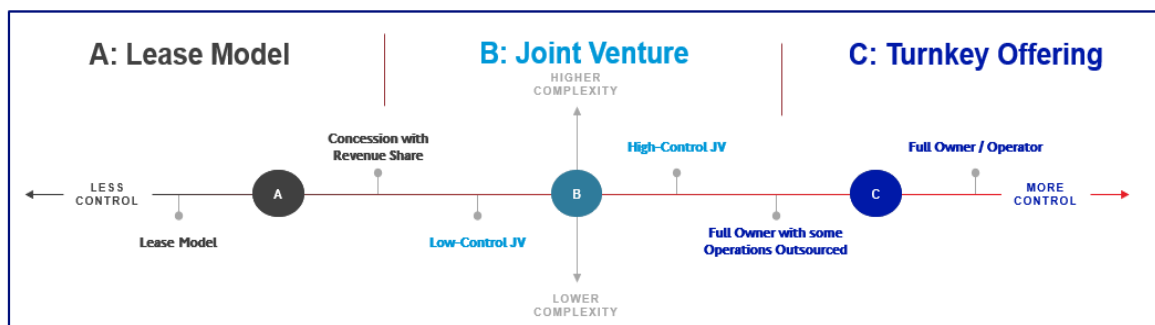 A: Lease Model
B: Joint Venture
C: Turnkey Offering
HIGHER
COMPLEXITY
Concession with
Revenue Share
High-Control JV
Full Owner / Operator
LESS
CONTROL
A
B
C
MORE
CONTROL
Lease Model
Low-Control JV
Full Owner with some
Operations Outsourced
LOWER
COMPLEXITY